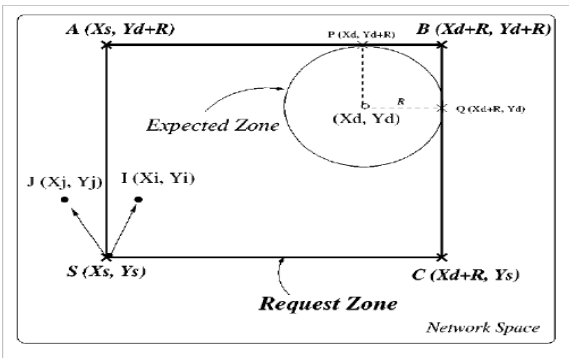 A (Xs, Yd+R)
P (Xd, Yd+R)
B (Xd+R, Yd+R)
R
(Xd, Yd)
Q (Xd+R, Yd)
Expected Zone
J (Xj, Yj)
I (Xi, Yi)
S (Xs, Ys)
C (Xd+R, Ys)
Request Zone
Network Space